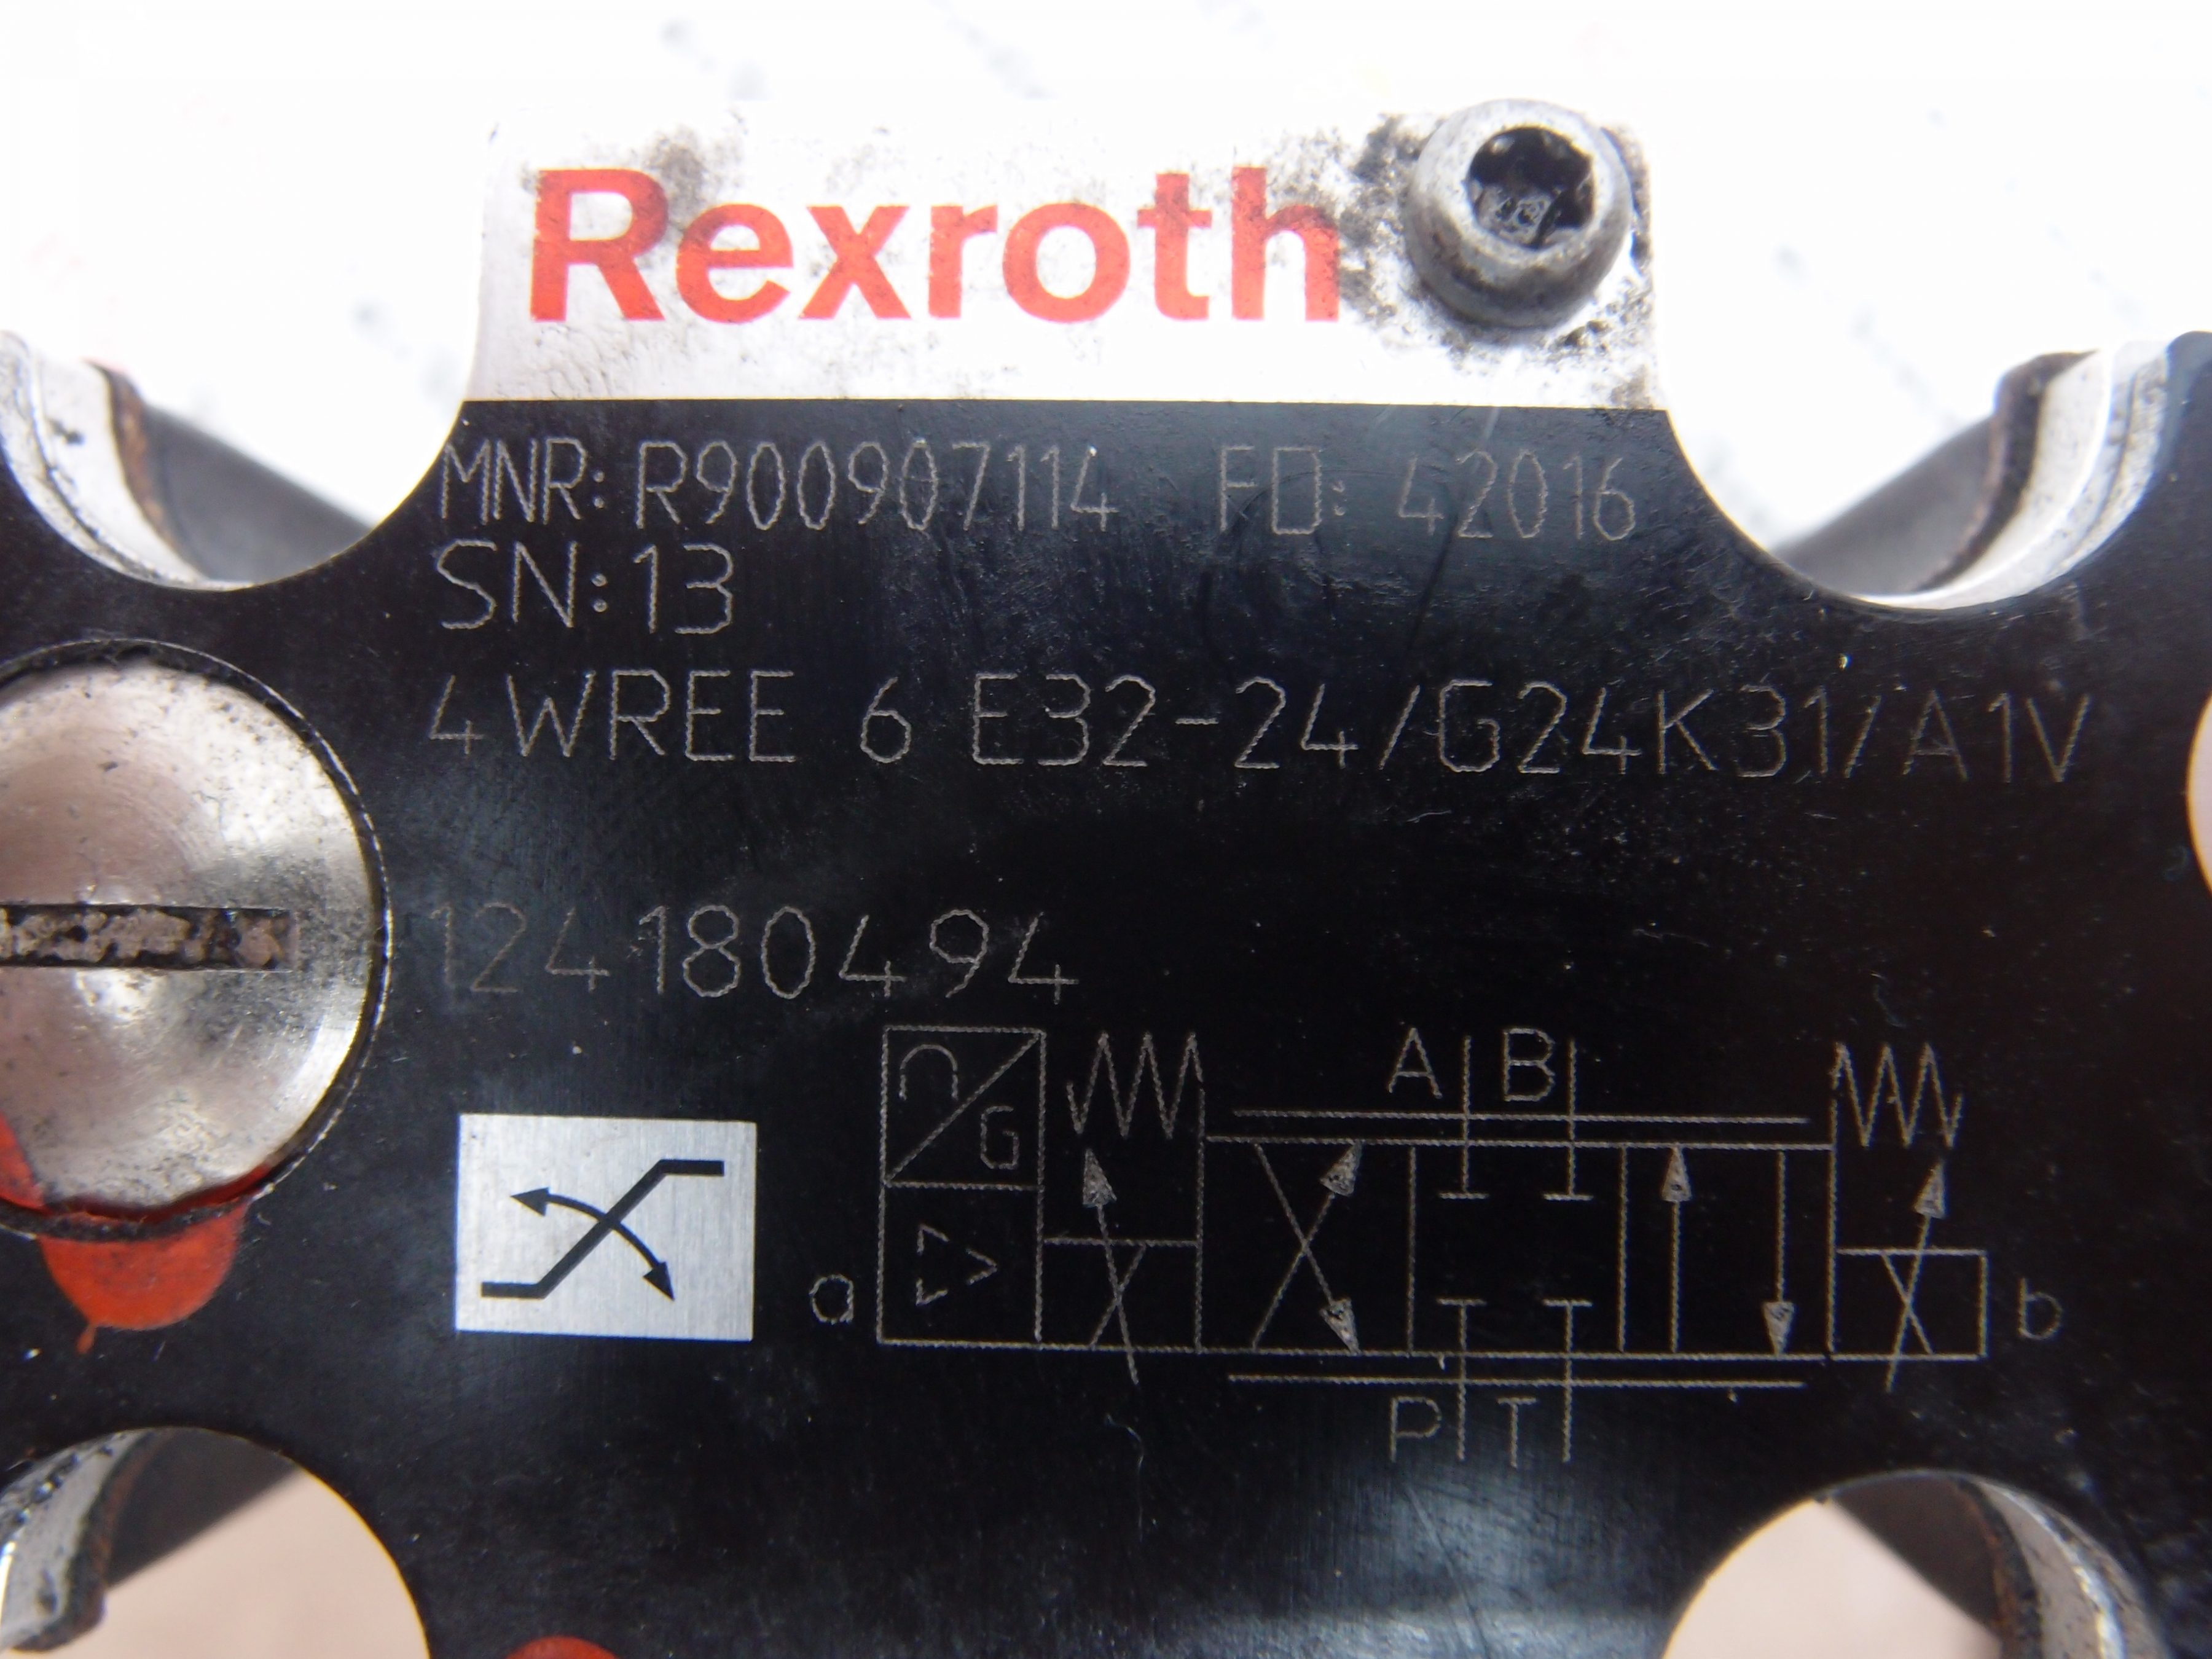 Rexroth
MNR: R900907114 FD: 42016
SN: 13
4WREE 6 E32-24/G24K31/A1V
124180494
A B
G
a
b
P T